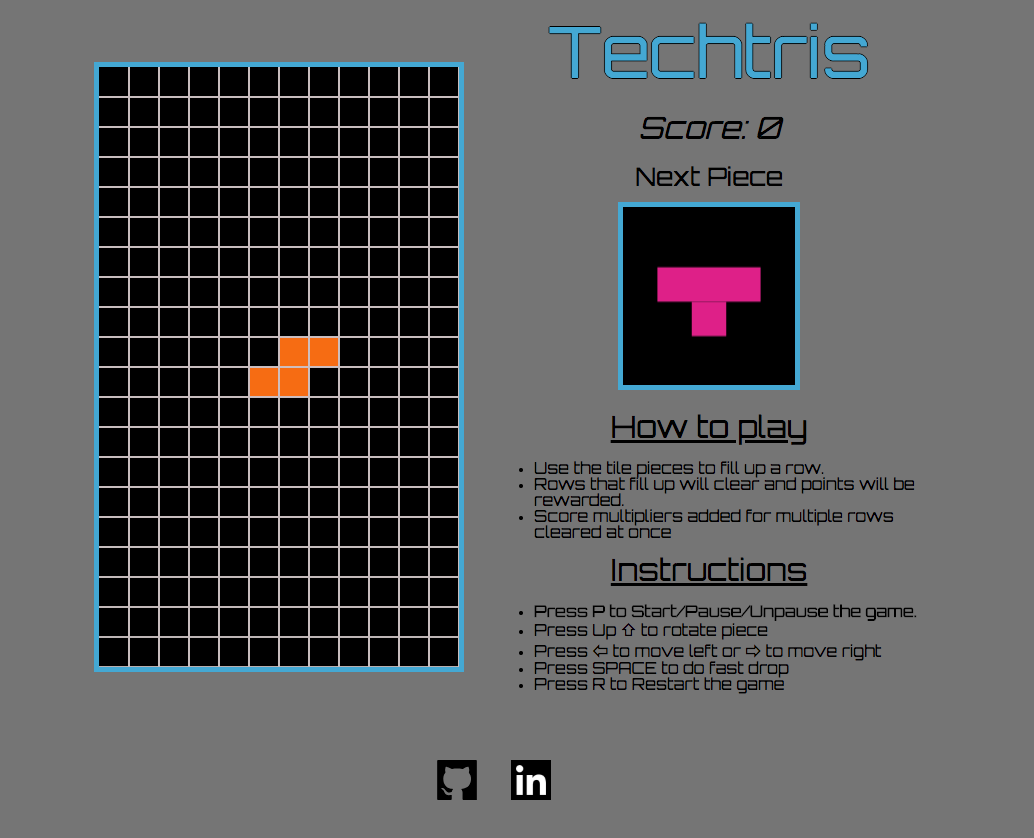 Techtris
Score: 0
Next Piece
How to play
• Use the tile pieces to fill up a row.
• Rows that fill up will clear and points will be
rewarded.
• Score multipliers added for multiple rows
cleared at once
Instructions
• Press P to Start/Pause/Unpause the game.
• Press Up ⇧ to rotate piece
• Press ⇦ to move left or ⇨ to move right
• Press SPACE to do fast drop
• Press R to Restart the game
in